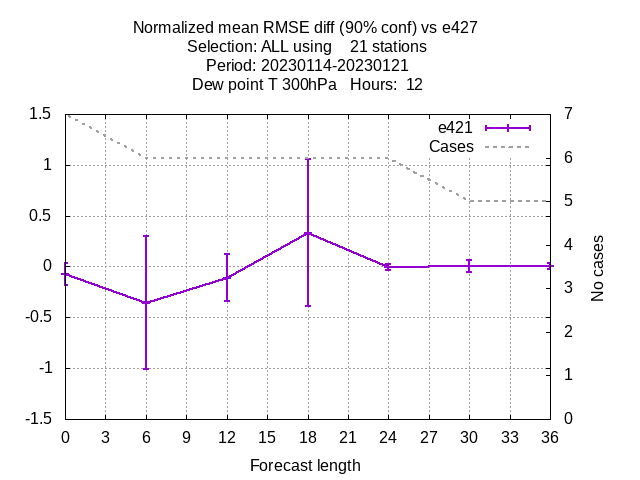 Normalized mean RMSE diff (90% conf) vs e427
Selection: ALL using    21 stations
Period: 20230114-20230121
Dew point T 300hPa   Hours:  12
e421
Cases
1.5
1
0.5
0
-0.5
-1
-1.5
7
6
5
4
3
2
1
0
No cases
0 3 6 9 12 15 18 21 24 27 30 33 36
Forecast length